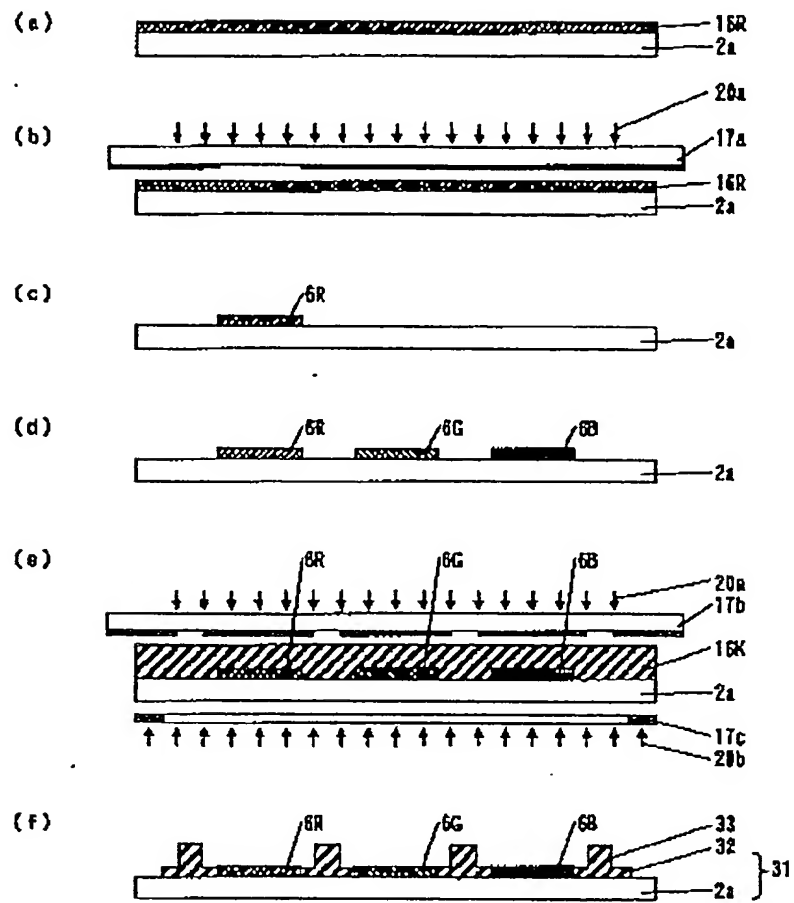 (a)
16R
2a
20a
(b)
17a
16R
2a
(c)
6R
2a
(d)
6R 6G 6B
2a
(e)
6R 6G 6B
20a
17b
16K
2a
17c
20b
(f)
6R 6G 6B
33
32
31
2a